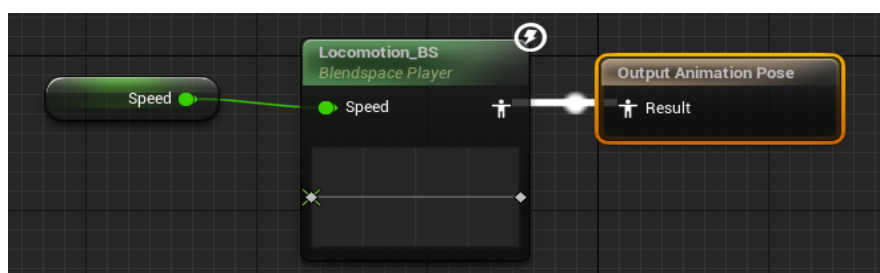 Speed
Locomotion_BS
Blendspace Player
Speed
Output Animation Pose
Result